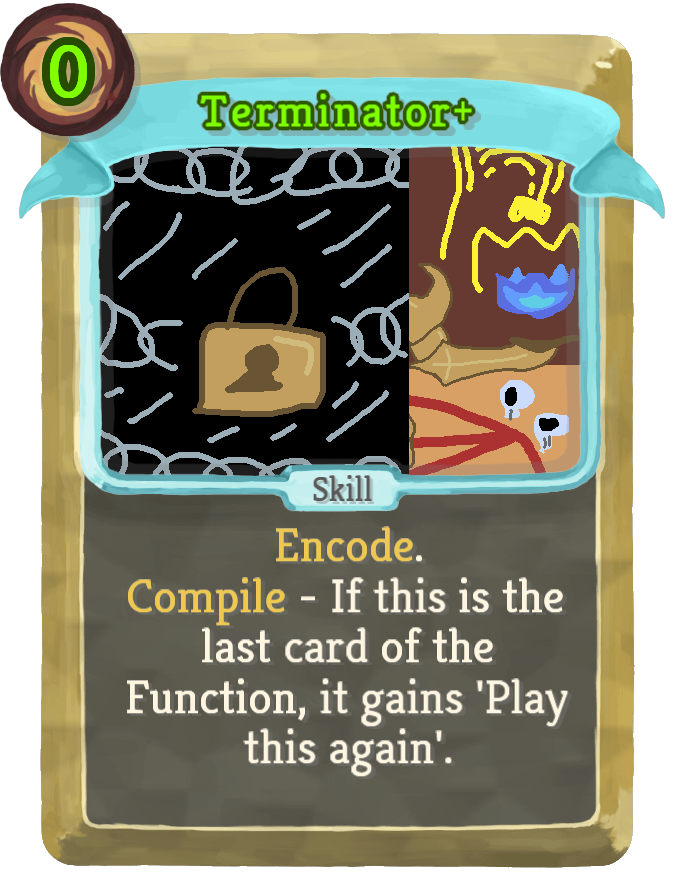 0
Terminator+
Skill
Encode.
Compile - If this is the
last card of the
Function, it gains 'Play
this again'.